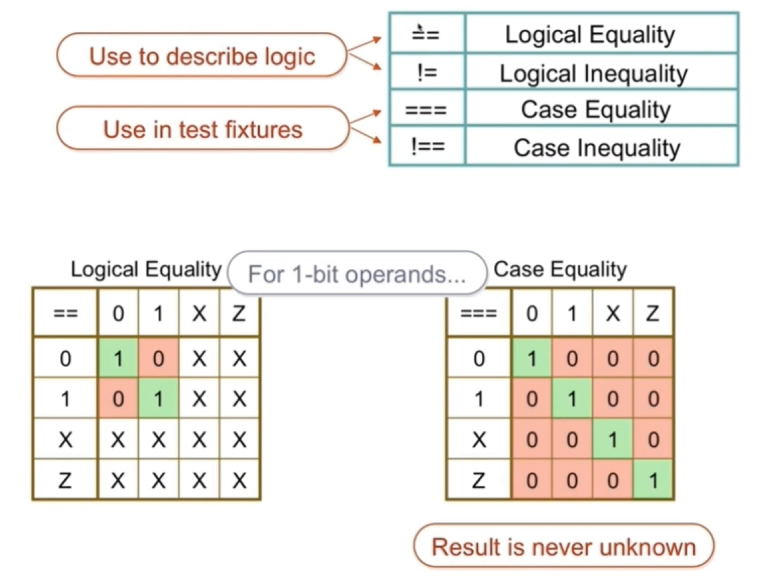 Use to describe logic
== Logical Equality
!= Logical Inequality
Use in test fixtures
=== Case Equality
!== Case Inequality
Logical Equality
For 1-bit operands...
Case Equality
== 0 1 X Z
0 1 0 X X
1 0 1 X X
X X X X X
Z X X X X
=== 0 1 X Z
0 1 0 0 0
1 0 1 0 0
X 0 0 1 0
Z 0 0 0 1
Result is never unknown